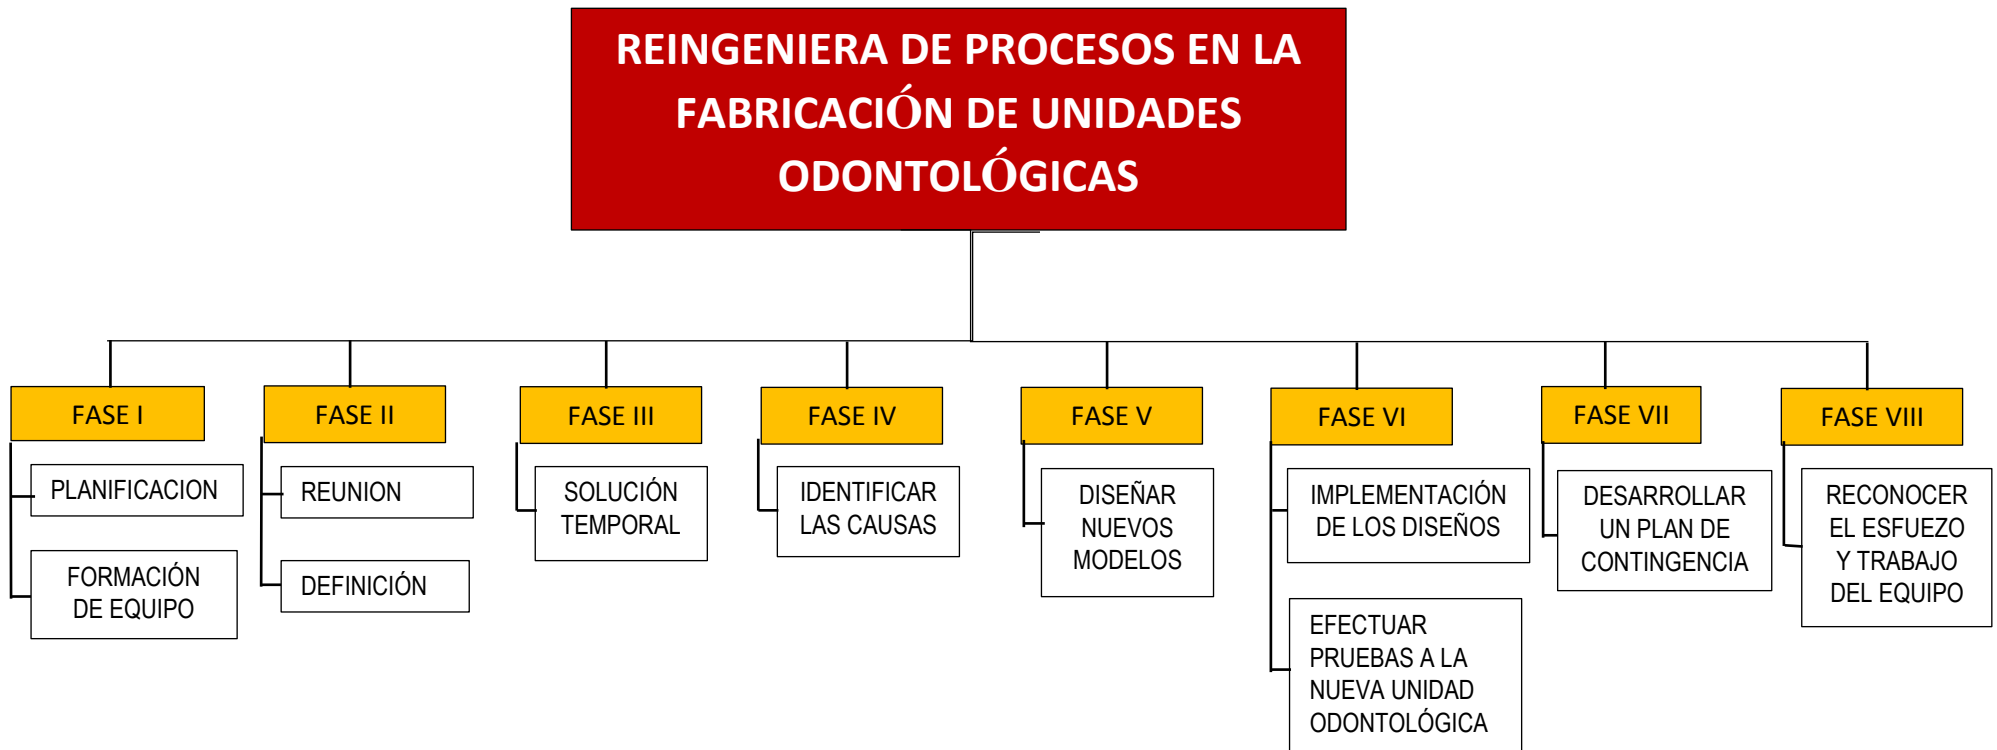 REINGENIERA DE PROCESOS EN LA
FABRICACIÓN DE UNIDADES
ODONTOLÓGICAS
FASE I
PLANIFICACION
FORMACIÓN
DE EQUIPO
FASE II
REUNION
DEFINICIÓN
FASE III
SOLUCIÓN
TEMPORAL
FASE IV
IDENTIFICAR
LAS CAUSAS
FASE V
DISEÑAR
NUEVOS
MODELOS
FASE VI
IMPLEMENTACIÓN
DE LOS DISEÑOS
EFECTUAR
PRUEBAS A LA
NUEVA UNIDAD
ODONTOLÓGICA
FASE VII
DESARROLLAR
UN PLAN DE
CONTINGENCIA
FASE VIII
RECONOCER
EL ESFUEZO
Y TRABAJO
DEL EQUIPO